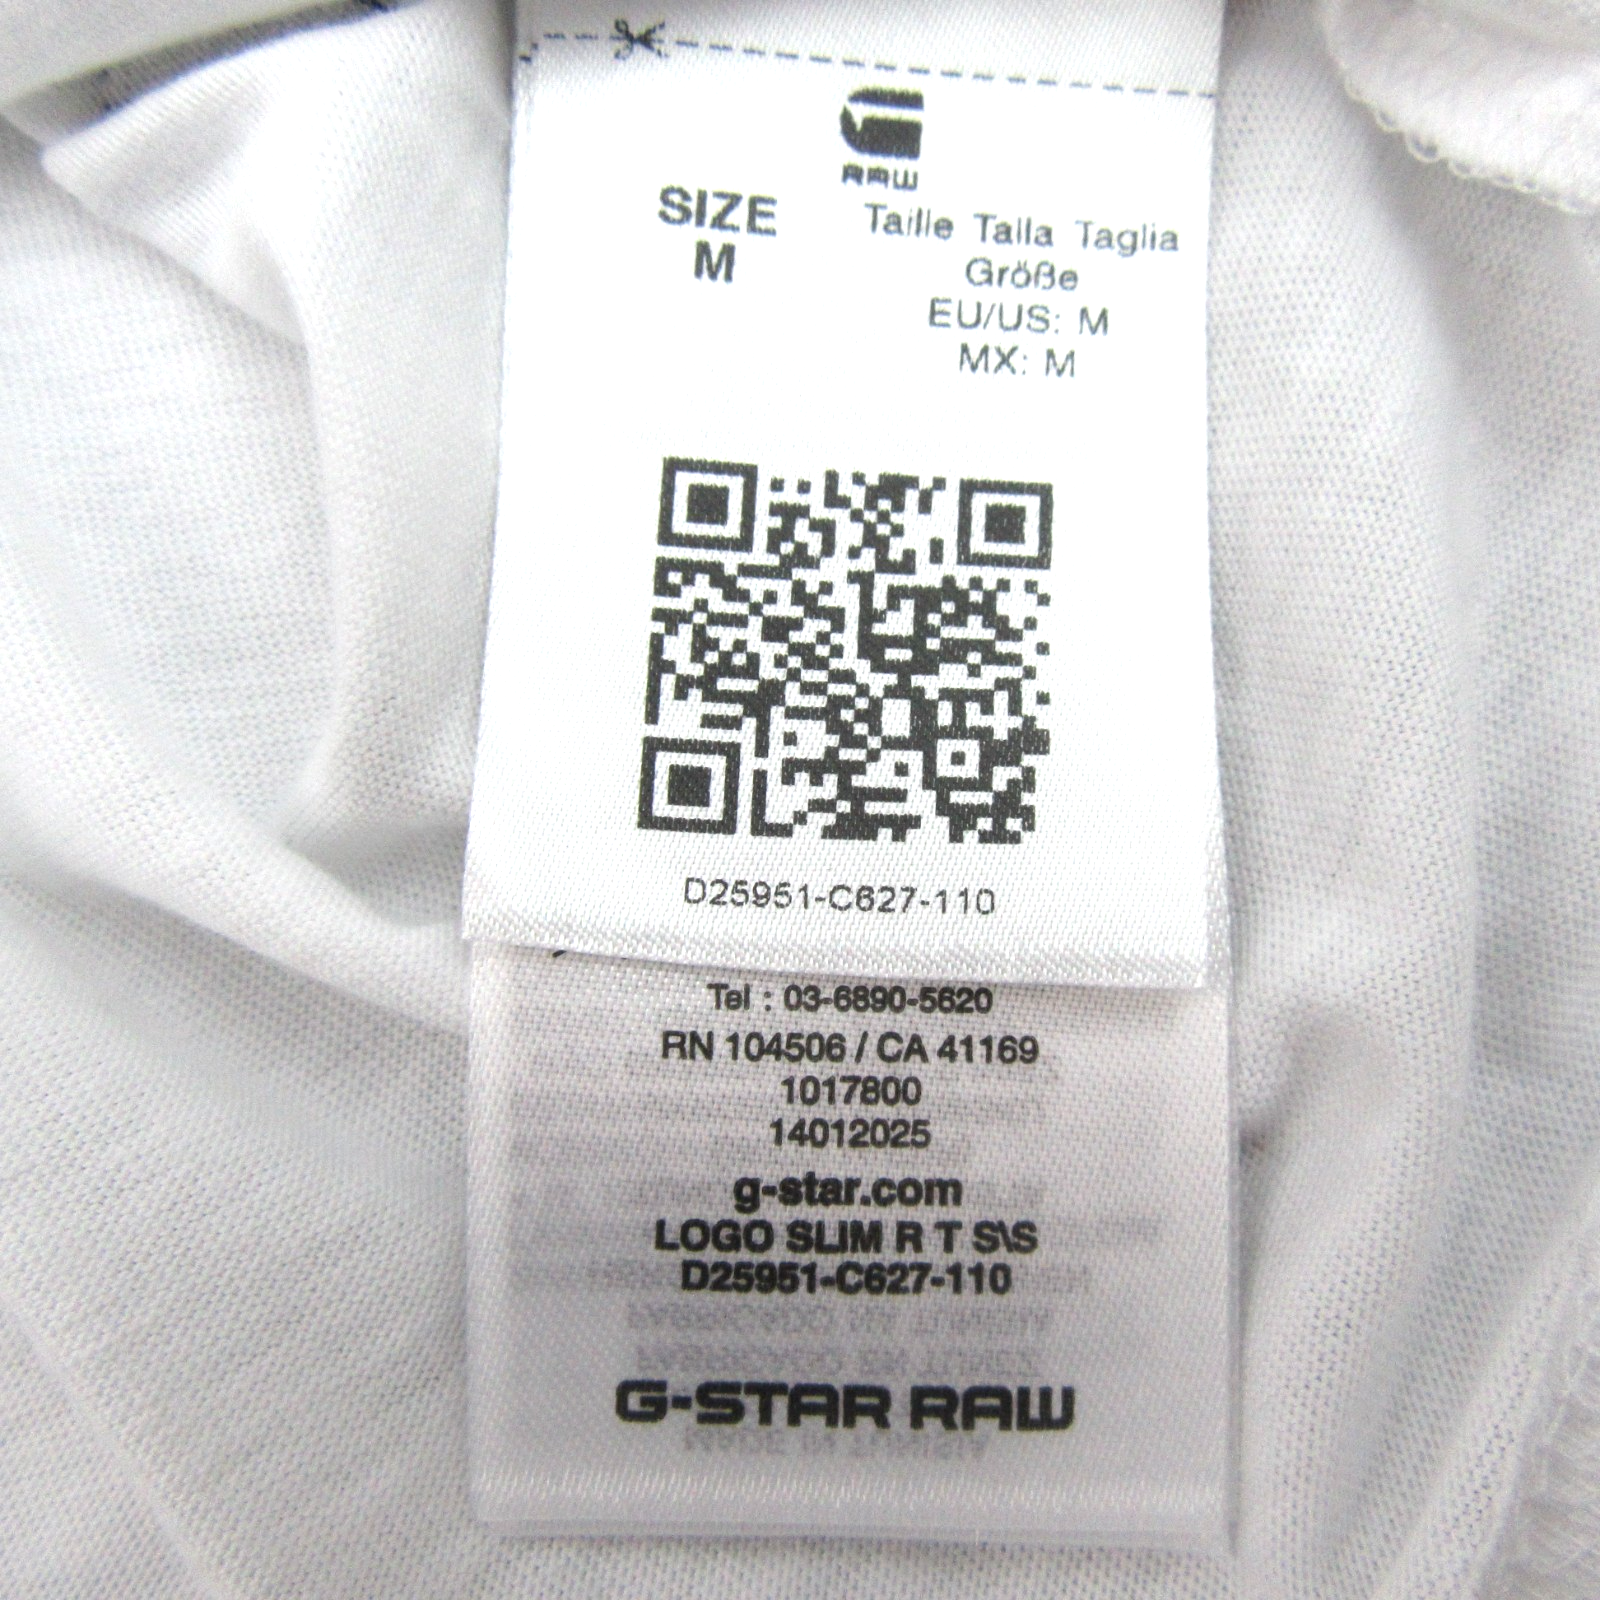 RAW
SIZE
M
Taille Talla Taglia
Größe
EU/US: M
MX: M
D25951-C627-110
Tel : 03-6890-5620
RN 104506 / CA 41169
1017800
14012025
g-star.com
LOGO SLIM R T S\S
D25951-C627-110
G-STAR RAW